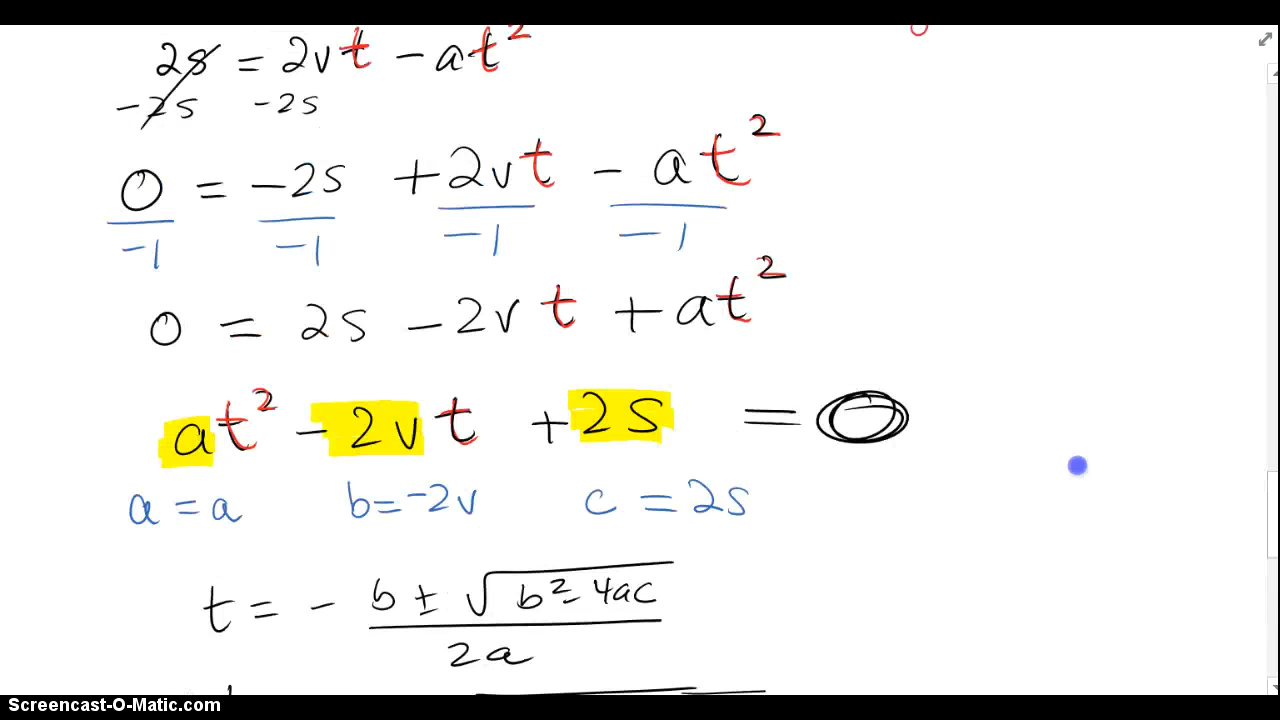 2s = 2vt - at²
-2s -2s
0 = -2s +2vt - at²
-1 -1 -1 -1
0 = 2s - 2vt + at²
at² - 2vt + 2s = 0
a = a b = -2v c = 2s
t = - b ± √b² - 4ac
2a
Screencast-O-Matic.com